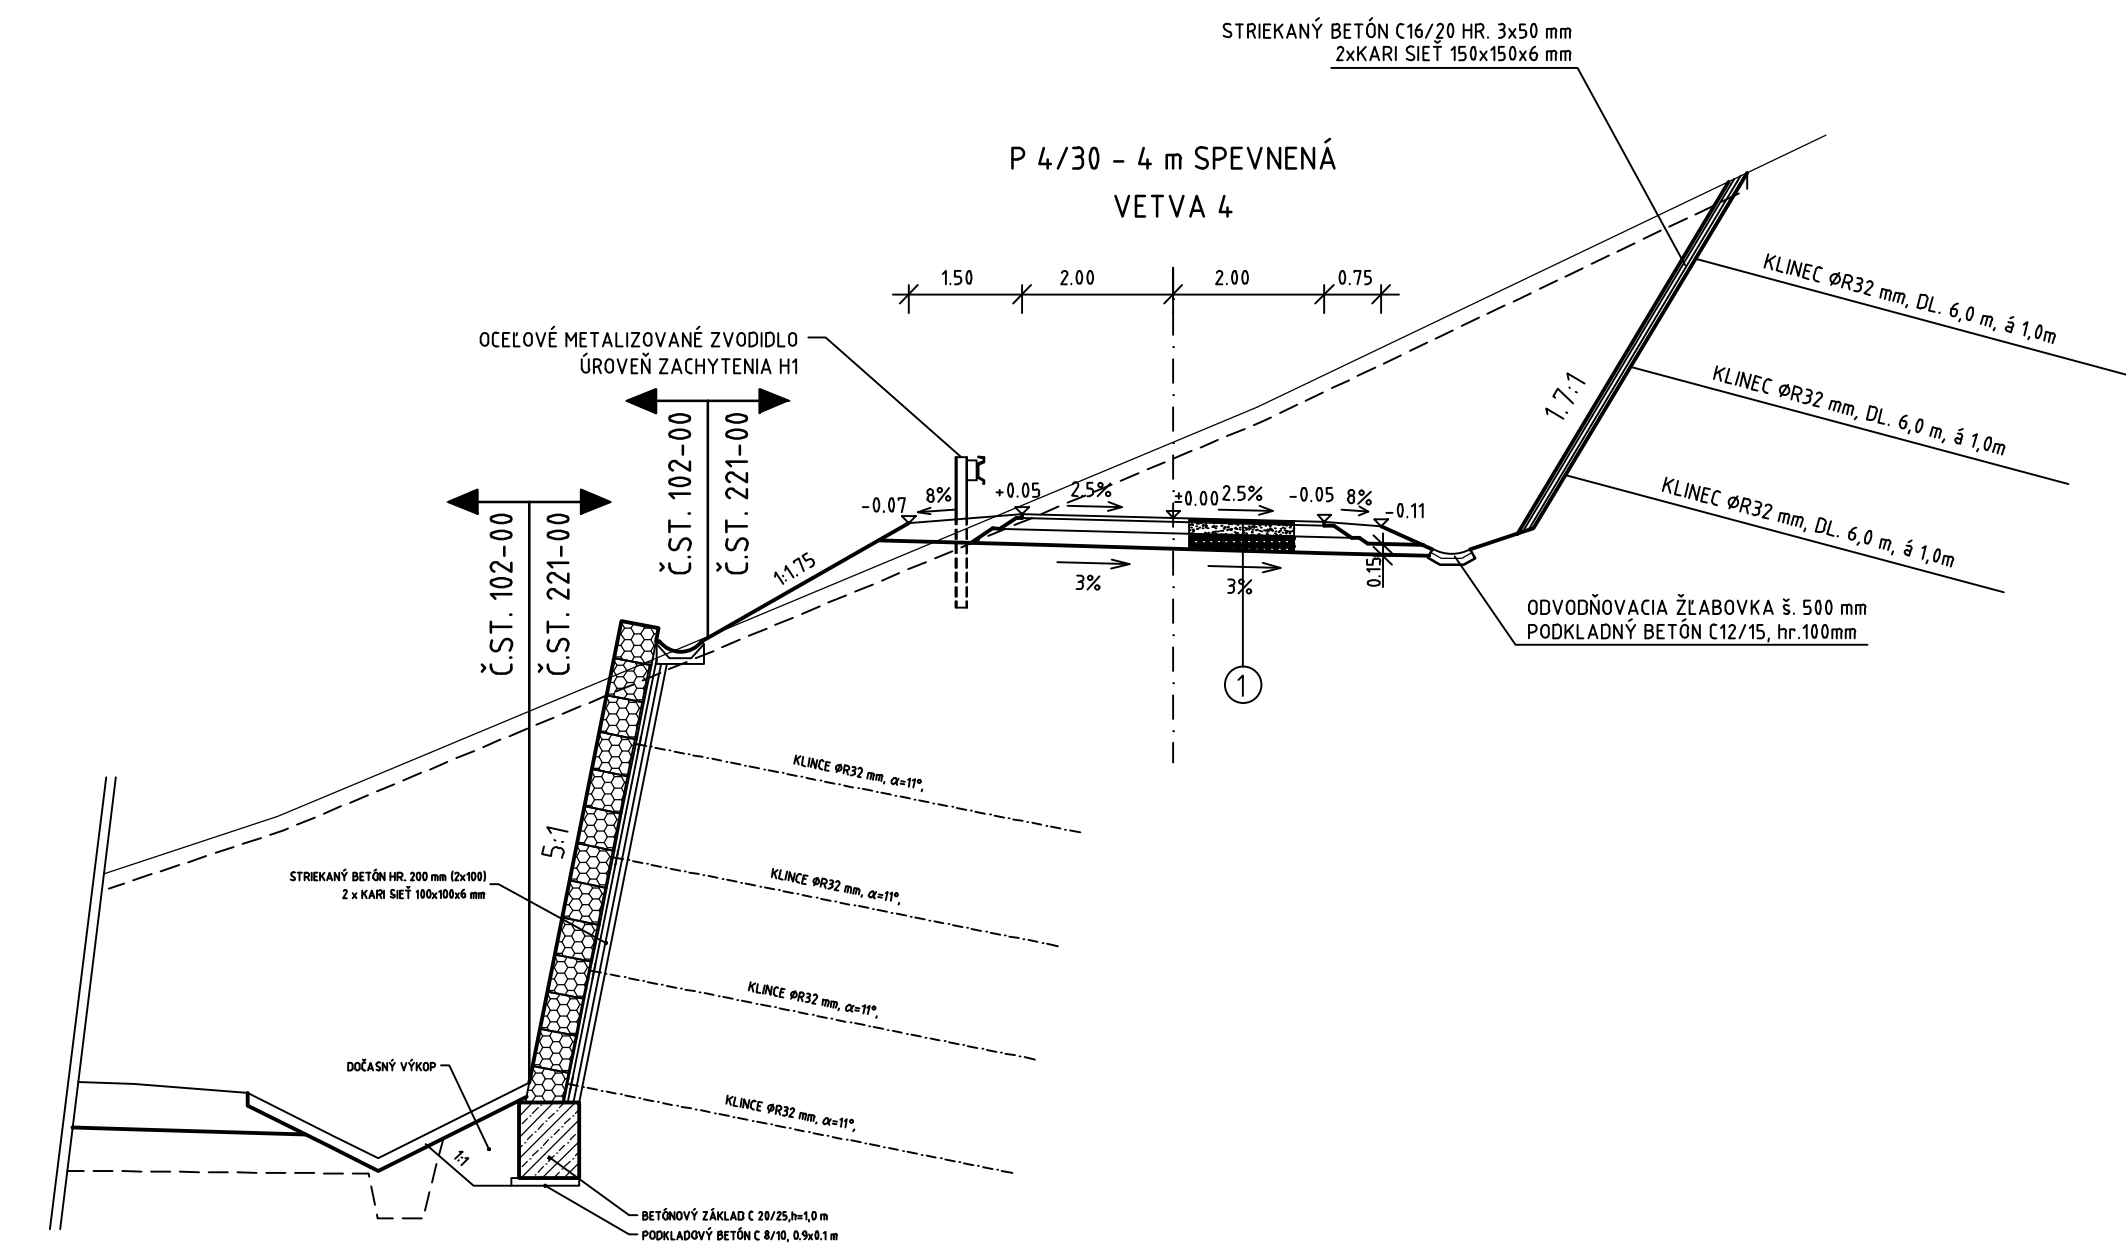 STRIEKANÝ BETÓN C16/20 HR. 3x50 mm
2xKARI SIEŤ 150x150x6 mm
P 4/30 - 4 m SPEVNENÁ
VETVA 4
1.50
2.00
2.00
0.75
KLINEC ØR32 mm, DL. 6,0 m, á 1,0m
KLINEC ØR32 mm, DL. 6,0 m, á 1,0m
KLINEC ØR32 mm, DL. 6,0 m, á 1,0m
1.7:1
OCEĽOVÉ METALIZOVANÉ ZVODIDLO
ÚROVEŇ ZACHYTENIA H1
Č.ST. 102-00
Č.ST. 221-00
Č.ST. 102-00
Č.ST. 221-00
-0.07
8%
+0.05
2.5%
±0.00
2.5%
-0.05
8%
-0.11
1:1.75
3%
3%
0.15
ODVODŇOVACIA ŽĽABOVKA š. 500 mm
PODKLADNÝ BETÓN C12/15, hr.100mm
1
KLINCE ØR32 mm, α=11°,
KLINCE ØR32 mm, α=11°,
KLINCE ØR32 mm, α=11°,
KLINCE ØR32 mm, α=11°,
5:1
STRIEKANÝ BETÓN HR. 200 mm (2x100)
2 x KARI SIEŤ 100x100x6 mm
DOČASNÝ VÝKOP
1:1
BETÓNOVÝ ZÁKLAD C 20/25,h=1,0 m
PODKLADOVÝ BETÓN C 8/10, 0.9x0.1 m